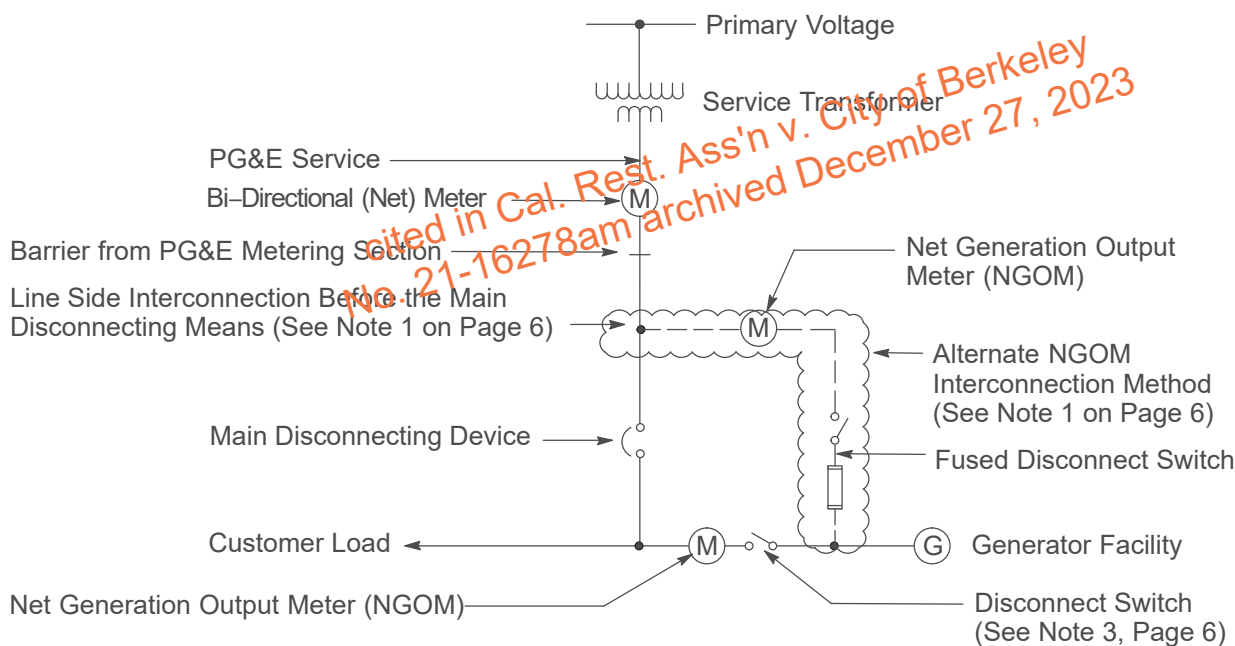 Primary Voltage
Service Transformer
PG&E Service
Bi–Directional (Net) Meter
M
Barrier from PG&E Metering Section
Net Generation Output
Meter (NGOM)
Line Side Interconnection Before the Main
Disconnecting Means (See Note 1 on Page 6)
M
Alternate NGOM
Interconnection Method
(See Note 1 on Page 6)
Main Disconnecting Device
Fused Disconnect Switch
Customer Load
M
G
Generator Facility
Net Generation Output Meter (NGOM)
Disconnect Switch
(See Note 3, Page 6)
cited in Cal. Rest. Ass'n v. City of Berkeley
No. 21-16278am archived December 27, 2023